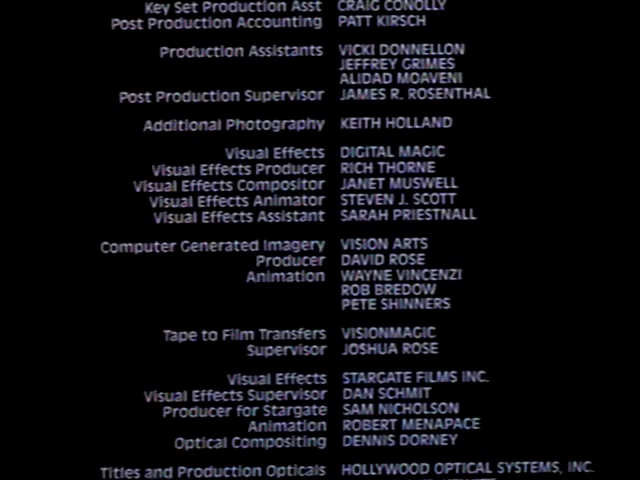 Key Set Production Asst CRAIG CONOLLY
Post Production Accounting PATT KIRSCH
Production Assistants VICKI DONNELLON
JEFFREY GRIMES
ALIDAD MOAVENI
Post Production Supervisor JAMES R. ROSENTHAL
Additional Photography KEITH HOLLAND
Visual Effects DIGITAL MAGIC
Visual Effects Producer RICH THORNE
Visual Effects Compositor JANET MUSWELL
Visual Effects Animator STEVEN J. SCOTT
Visual Effects Assistant SARAH PRIESTNALL
Computer Generated Imagery VISION ARTS
Producer DAVID ROSE
Animation WAYNE VINCENZI
ROB BREDOW
PETE SHINNERS
Tape to Film Transfers VISIONMAGIC
Supervisor JOSHUA ROSE
Visual Effects STARGATE FILMS INC.
Visual Effects Supervisor DAN SCHMIT
Producer for Stargate SAM NICHOLSON
Animation ROBERT MENAPACE
Optical Compositing DENNIS DORNEY
Titles and Production Opticals HOLLYWOOD OPTICAL SYSTEMS, INC.